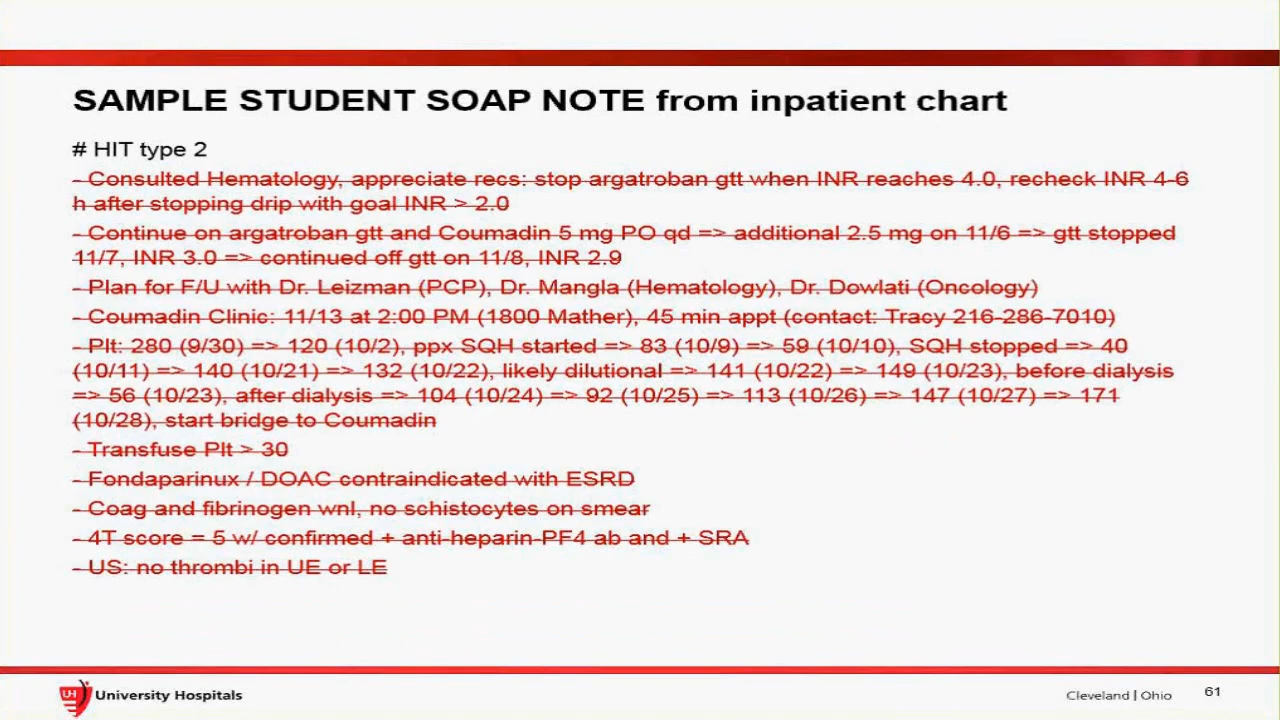 SAMPLE STUDENT SOAP NOTE from inpatient chart
# HIT type 2
- Consulted Hematology, appreciate recs: stop argatroban gtt when INR reaches 4.0, recheck INR 4-6
h after stopping drip with goal INR > 2.0
- Continue on argatroban gtt and Coumadin 5 mg PO qd => additional 2.5 mg on 11/6 => gtt stopped
11/7, INR 3.0 => continued off gtt on 11/8, INR 2.9
- Plan for F/U with Dr. Leizman (PCP), Dr. Mangla (Hematology), Dr. Dowlati (Oncology)
- Coumadin Clinic: 11/13 at 2:00 PM (1800 Mather), 45 min appt (contact: Tracy 216-286-7010)
- Plt: 280 (9/30) => 120 (10/2), ppx SQH started => 83 (10/9) => 59 (10/10), SQH stopped => 40
(10/11) => 140 (10/21) => 132 (10/22), likely dilutional => 141 (10/22) => 149 (10/23), before dialysis
=> 56 (10/23), after dialysis => 104 (10/24) => 92 (10/25) => 113 (10/26) => 147 (10/27) => 171
(10/28), start bridge to Coumadin
- Transfuse Plt > 30
- Fondaparinux / DOAC contraindicated with ESRD
- Coag and fibrinogen wnl, no schistocytes on smear
- 4T score = 5 w/ confirmed + anti-heparin-PF4 ab and + SRA
- US: no thrombi in UE or LE
UH University Hospitals
Cleveland | Ohio 61